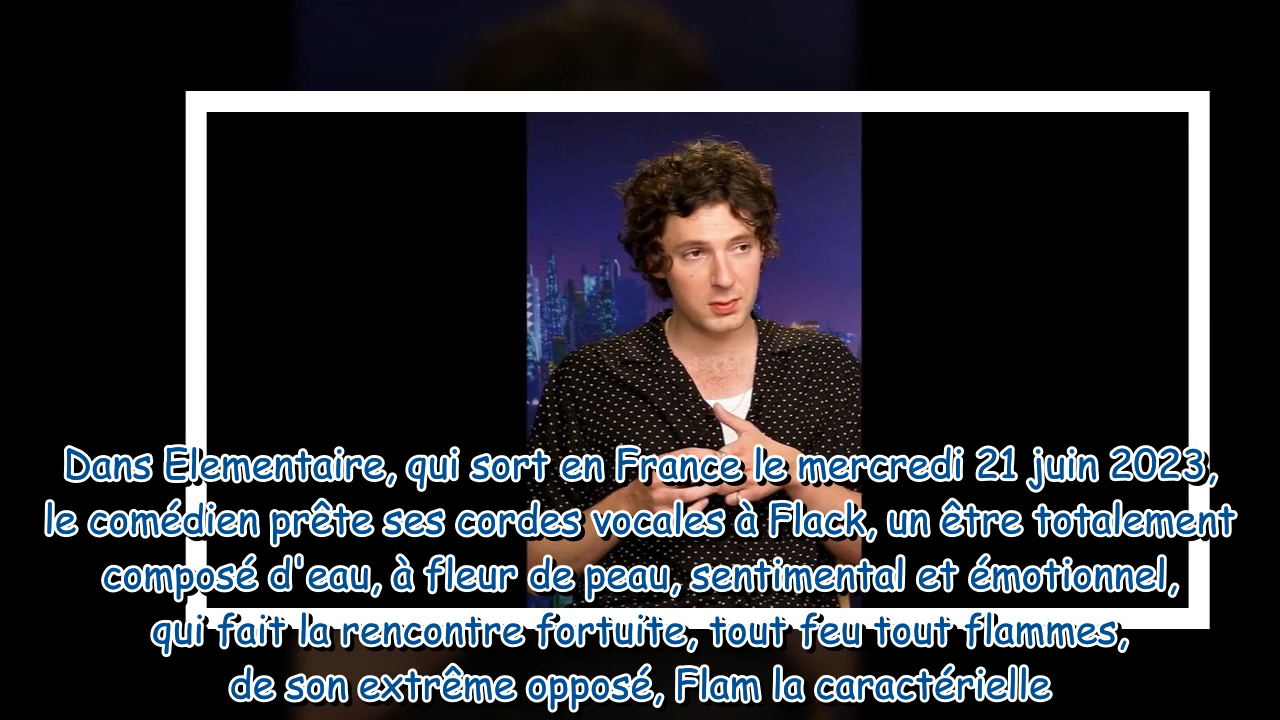 Dans Elementaire, qui sort en France le mercredi 21 juin 2023,
le comédien prête ses cordes vocales à Flack, un être totalement
composé d'eau, à fleur de peau, sentimental et émotionnel,
qui fait la rencontre fortuite, tout feu tout flammes,
de son extrême opposé, Flam la caractérielle